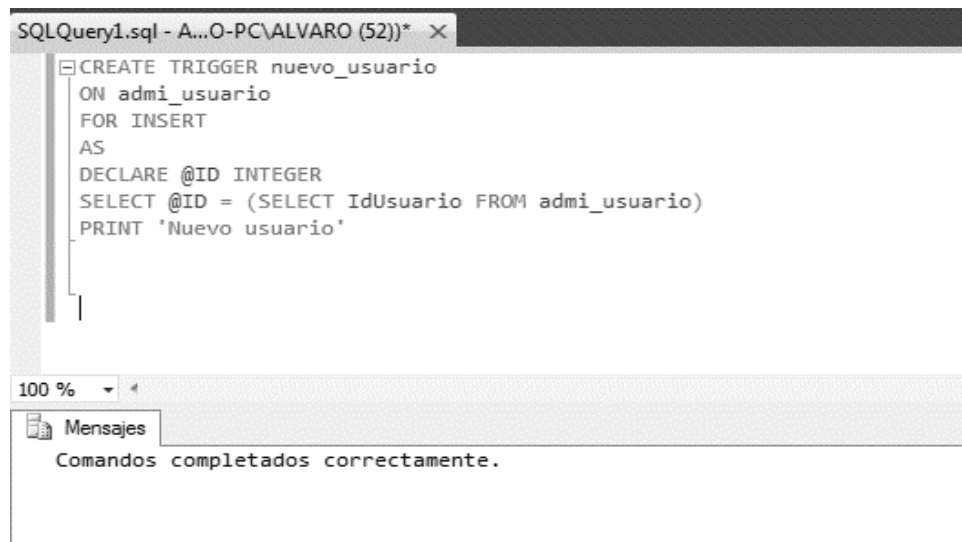 SQLQuery1.sql - A...O-PC\ALVARO (52))* ×
CREATE TRIGGER nuevo_usuario
ON admi_usuario
FOR INSERT
AS
DECLARE @ID INTEGER
SELECT @ID = (SELECT IdUsuario FROM admi_usuario)
PRINT 'Nuevo usuario'
100 %
Mensajes
Comandos completados correctamente.